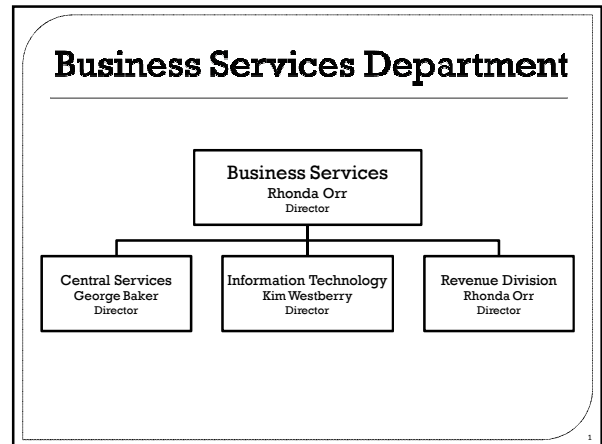 Business Services Department
Business Services
Rhonda Orr
Director
Central Services
George Baker
Director
Information Technology
Kim Westberry
Director
Revenue Division
Rhonda Orr
Director
1